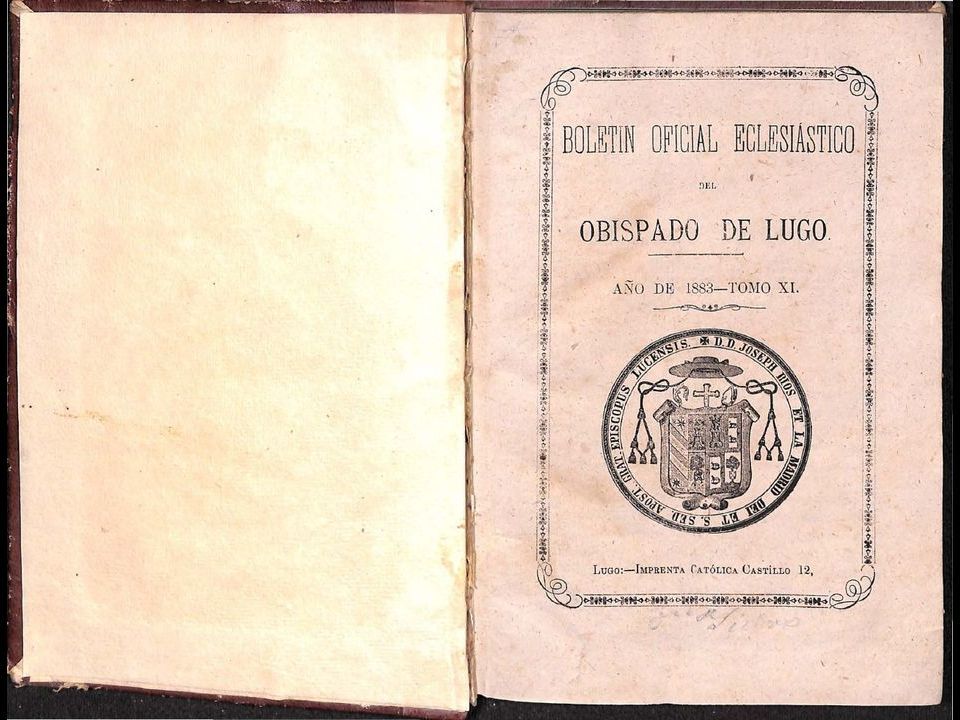 BOLETIN OFICIAL ECLESIÁSTICO
DEL
OBISPADO DE LUGO.
AÑO DE 1883—TOMO XI.
✠ D.D. JOSEPH RIOS. ET LA MADRID DEI ET S. SED. APOST. GRAT. EPISCOPUS LUCENSIS.
LUGO:—IMPRENTA CATÓLICA CASTILLO 12,